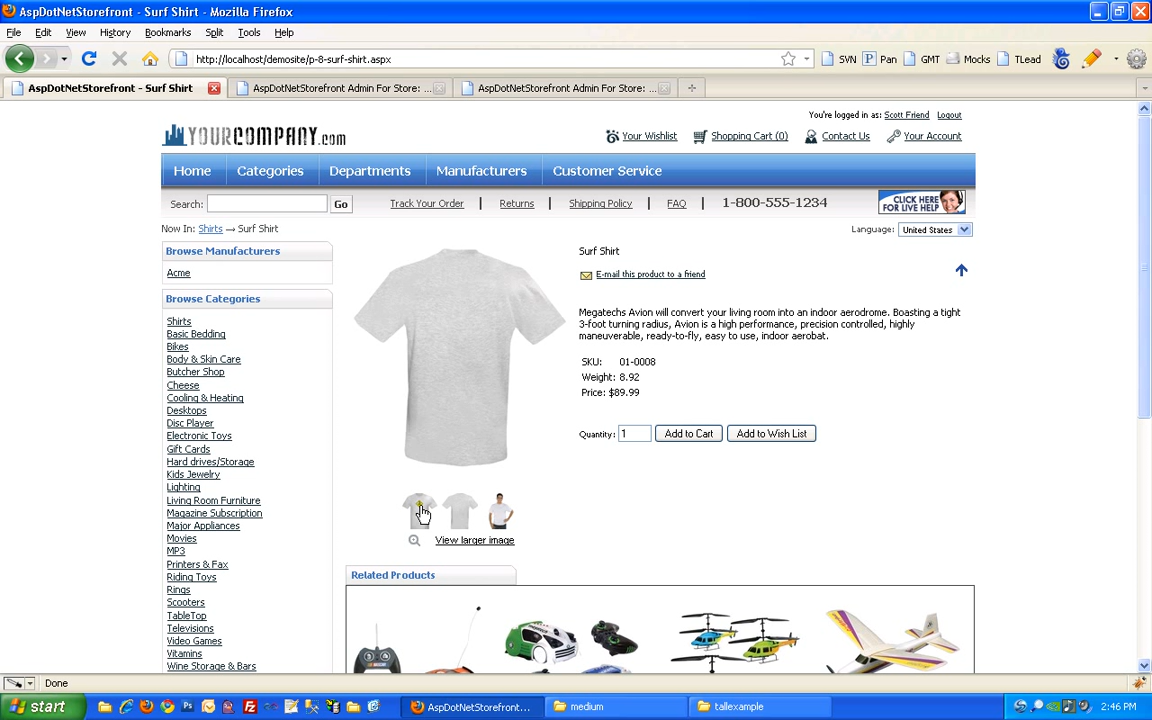 AspDotNetStorefront - Surf Shirt - Mozilla Firefox
File Edit View History Bookmarks Split Tools Help
http://localhost/demosite/p-8-surf-shirt.aspx
SVN Pan GMT Mocks TLead
AspDotNetStorefront - Surf Shirt
AspDotNetStorefront Admin For Store: ...
AspDotNetStorefront Admin For Store: ...
You're logged in as: Scott Friend Logout
YOURCOMPANY.com
Your Wishlist Shopping Cart (0) Contact Us Your Account
Home Categories Departments Manufacturers Customer Service
Search: Go Track Your Order | Returns | Shipping Policy | FAQ | 1-800-555-1234
CLICK HERE
FOR LIVE HELP
Now In: Shirts → Surf Shirt
Language: United States
Browse Manufacturers
Acme
Browse Categories
Shirts
Basic Bedding
Bikes
Body & Skin Care
Butcher Shop
Cheese
Cooling & Heating
Desktops
Disc Player
Electronic Toys
Gift Cards
Hard drives/Storage
Kids Jewelry
Lighting
Living Room Furniture
Magazine Subscription
Major Appliances
Movies
MP3
Printers & Fax
Riding Toys
Rings
Scooters
TableTop
Televisions
Video Games
Vitamins
Wine Storage & Bars
Surf Shirt
E-mail this product to a friend
Megatechs Avion will convert your living room into an indoor aerodrome. Boasting a tight
3-foot turning radius, Avion is a high performance, precision controlled, highly
maneuverable, ready-to-fly, easy to use, indoor aerobat.
SKU: 01-0008
Weight: 8.92
Price: $89.99
Quantity: 1 Add to Cart Add to Wish List
View larger image
Related Products
Done
start
AspDotNetStorefront...
medium
tallexample
2:46 PM